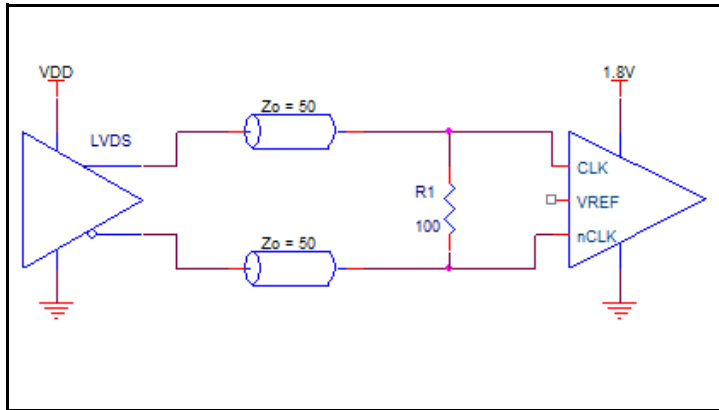 VDD
1.8V
Zo = 50
LVDS
CLK
R1
VREF
100
nCLK
Zo = 50